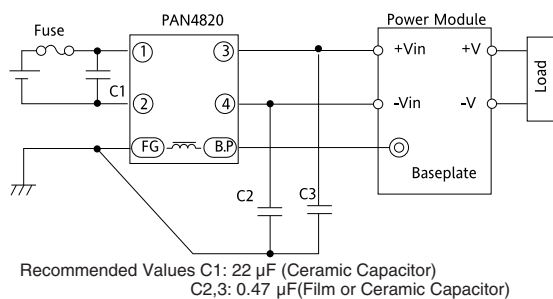 PAN4820
Power Module
Fuse
1
3
+Vin
+V
C1
Load
2
4
-Vin
-V
FG
B.P
Baseplate
C2
C3
Recommended Values C1: 22 µF (Ceramic Capacitor)
C2,3: 0.47 µF(Film or Ceramic Capacitor)